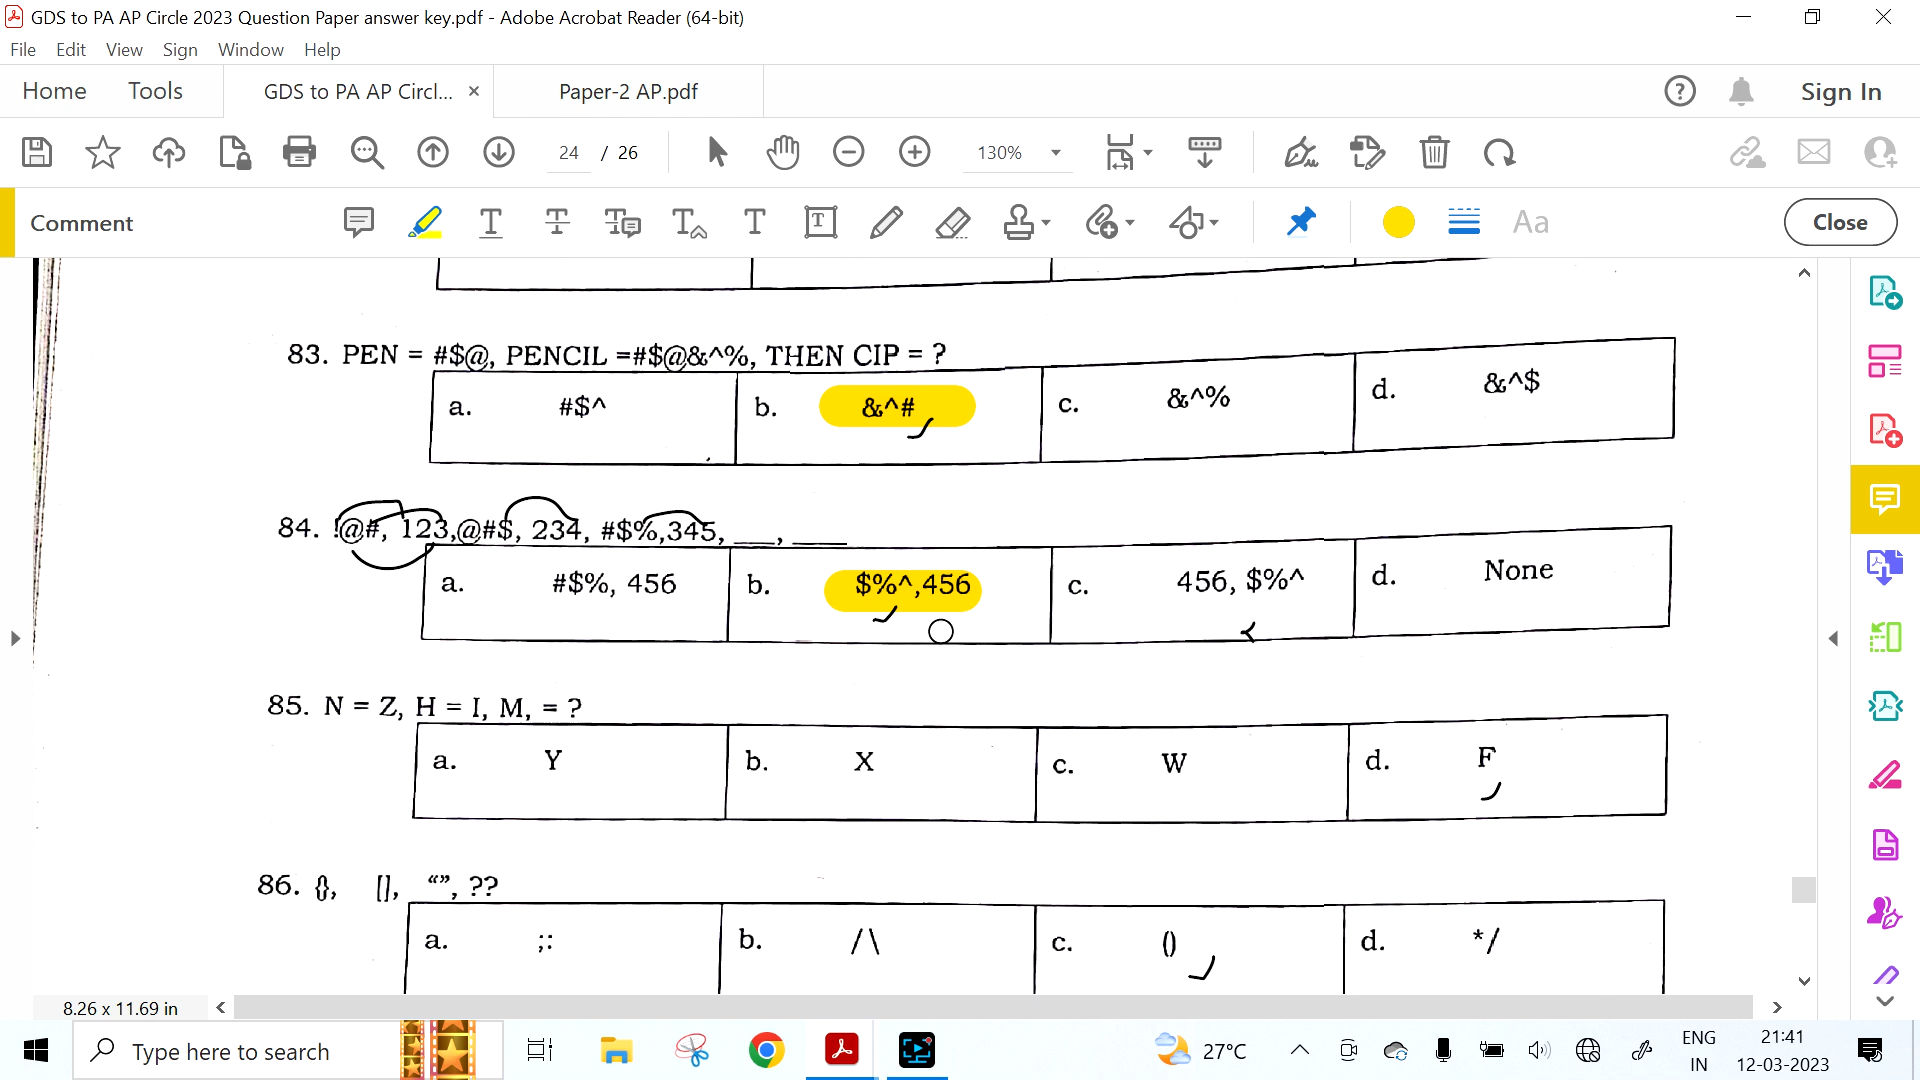 GDS to PA AP Circle 2023 Question Paper answer key.pdf - Adobe Acrobat Reader (64-bit)
File Edit View Sign Window Help
Home Tools GDS to PA AP Circl... × Paper-2 AP.pdf ? Sign In
24 / 26 130%
Comment T T T T T T Aa Close
83. PEN = #$@, PENCIL =#$@&^%, THEN CIP = ?
a. #$^ b. &^# c. &^% d. &^$
84. !@#, 123,@#$, 234, #$%,345, ___, ____
a. #$%, 456 b. $%^,456 c. 456, $%^ d. None
85. N = Z, H = I, M, = ?
a. Y b. X c. W d. F
86. {}, [], “”, ??
a. ;: b. /\ c. () d. */
8.26 x 11.69 in
Type here to search 27°C ENG IN 21:41 12-03-2023